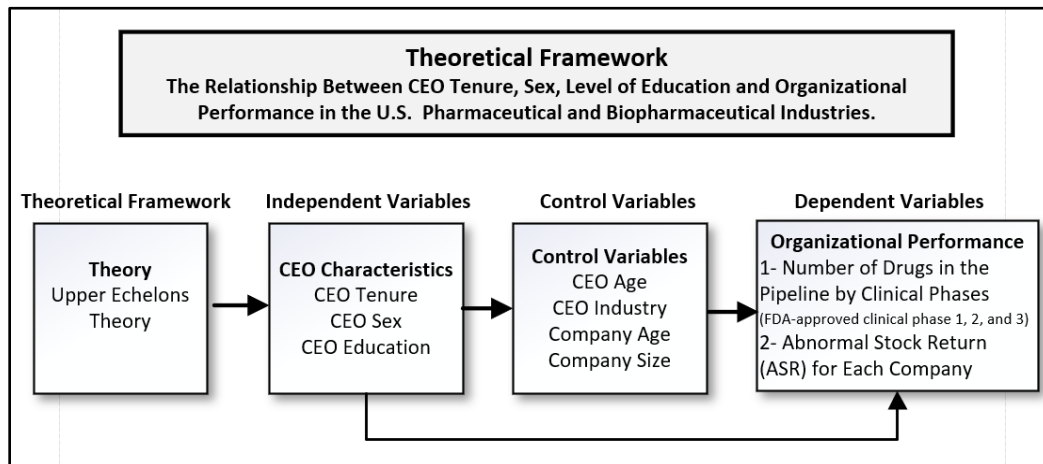 Theoretical Framework
The Relationship Between CEO Tenure, Sex, Level of Education and Organizational
Performance in the U.S. Pharmaceutical and Biopharmaceutical Industries.
Theoretical Framework
Theory
Upper Echelons
Theory
Independent Variables
CEO Characteristics
CEO Tenure
CEO Sex
CEO Education
Control Variables
Control Variables
CEO Age
CEO Industry
Company Age
Company Size
Dependent Variables
Organizational Performance
1- Number of Drugs in the
Pipeline by Clinical Phases
(FDA-approved clinical phase 1, 2, and 3)
2- Abnormal Stock Return
(ASR) for Each Company